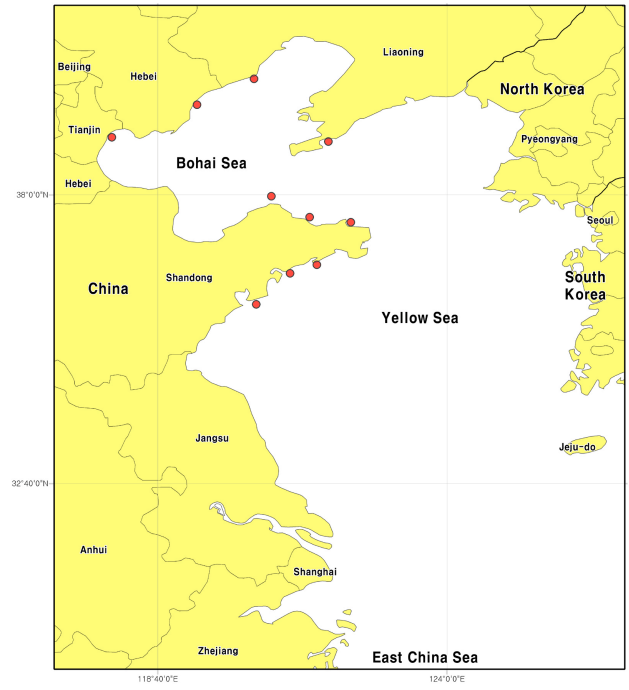 Liaoning
Beijing
Hebei
North Korea
Tianjin
Pyeongyang
Bohai Sea
Hebei
38°0'0"N
Seoul
Shandong
China
South
Korea
Yellow Sea
Jangsu
Jeju-do
32°40'0"N
Anhui
Shanghai
Zhejiang
East China Sea
118°40'0"E
124°0'0"E